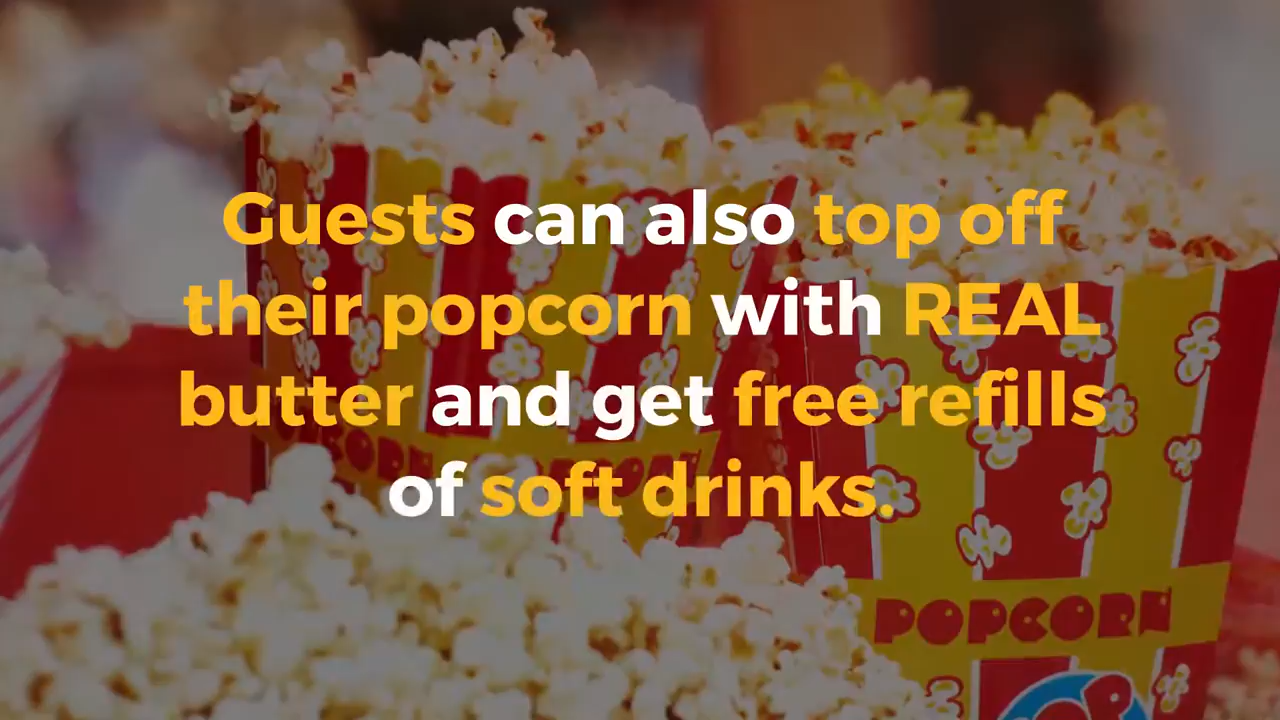 Guests can also top off
their popcorn with REAL
butter and get free refills
of soft drinks.
POPCORN